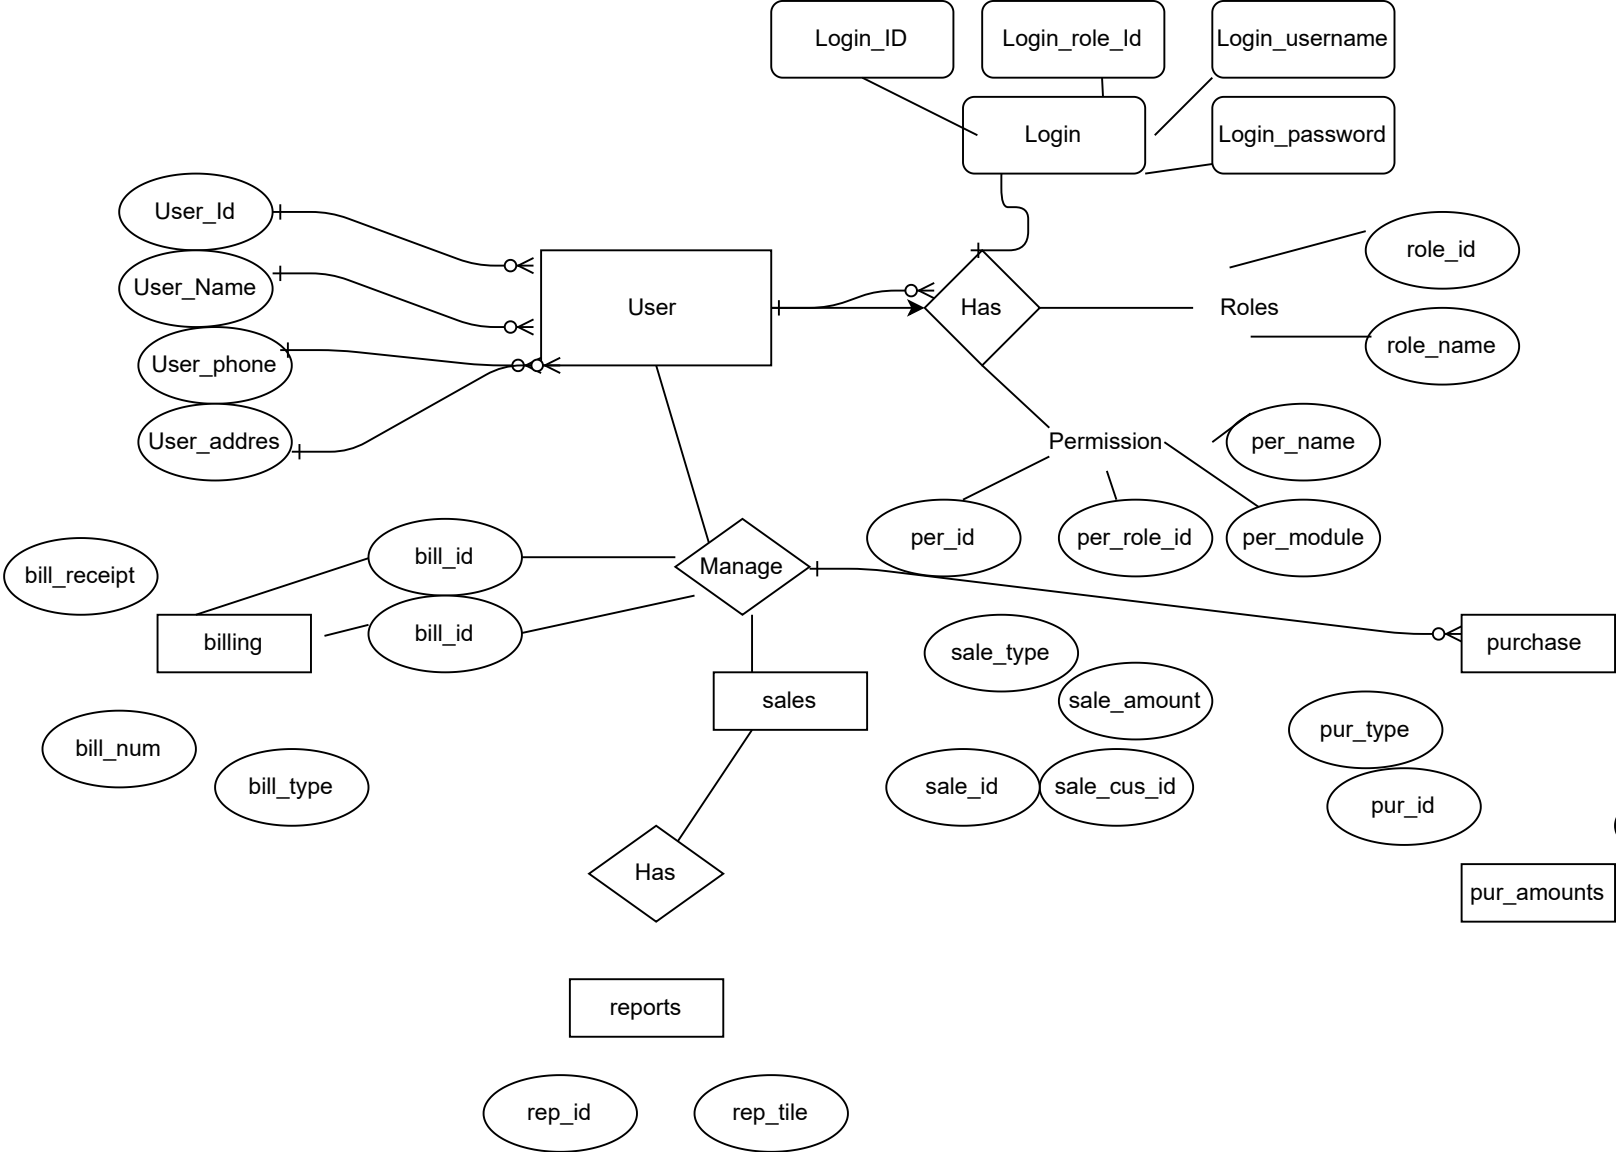 Login_ID
Login_role_Id
Login_username
Login
Login_password
User_Id
User_Name
User_phone
User_addres
User
Has
Roles
role_id
role_name
Permission
per_name
per_id
per_role_id
per_module
bill_receipt
bill_id
bill_id
billing
Manage
bill_num
bill_type
sales
sale_type
sale_amount
sale_id
sale_cus_id
purchase
pur_type
pur_id
pur_amounts
Has
reports
rep_id
rep_tile